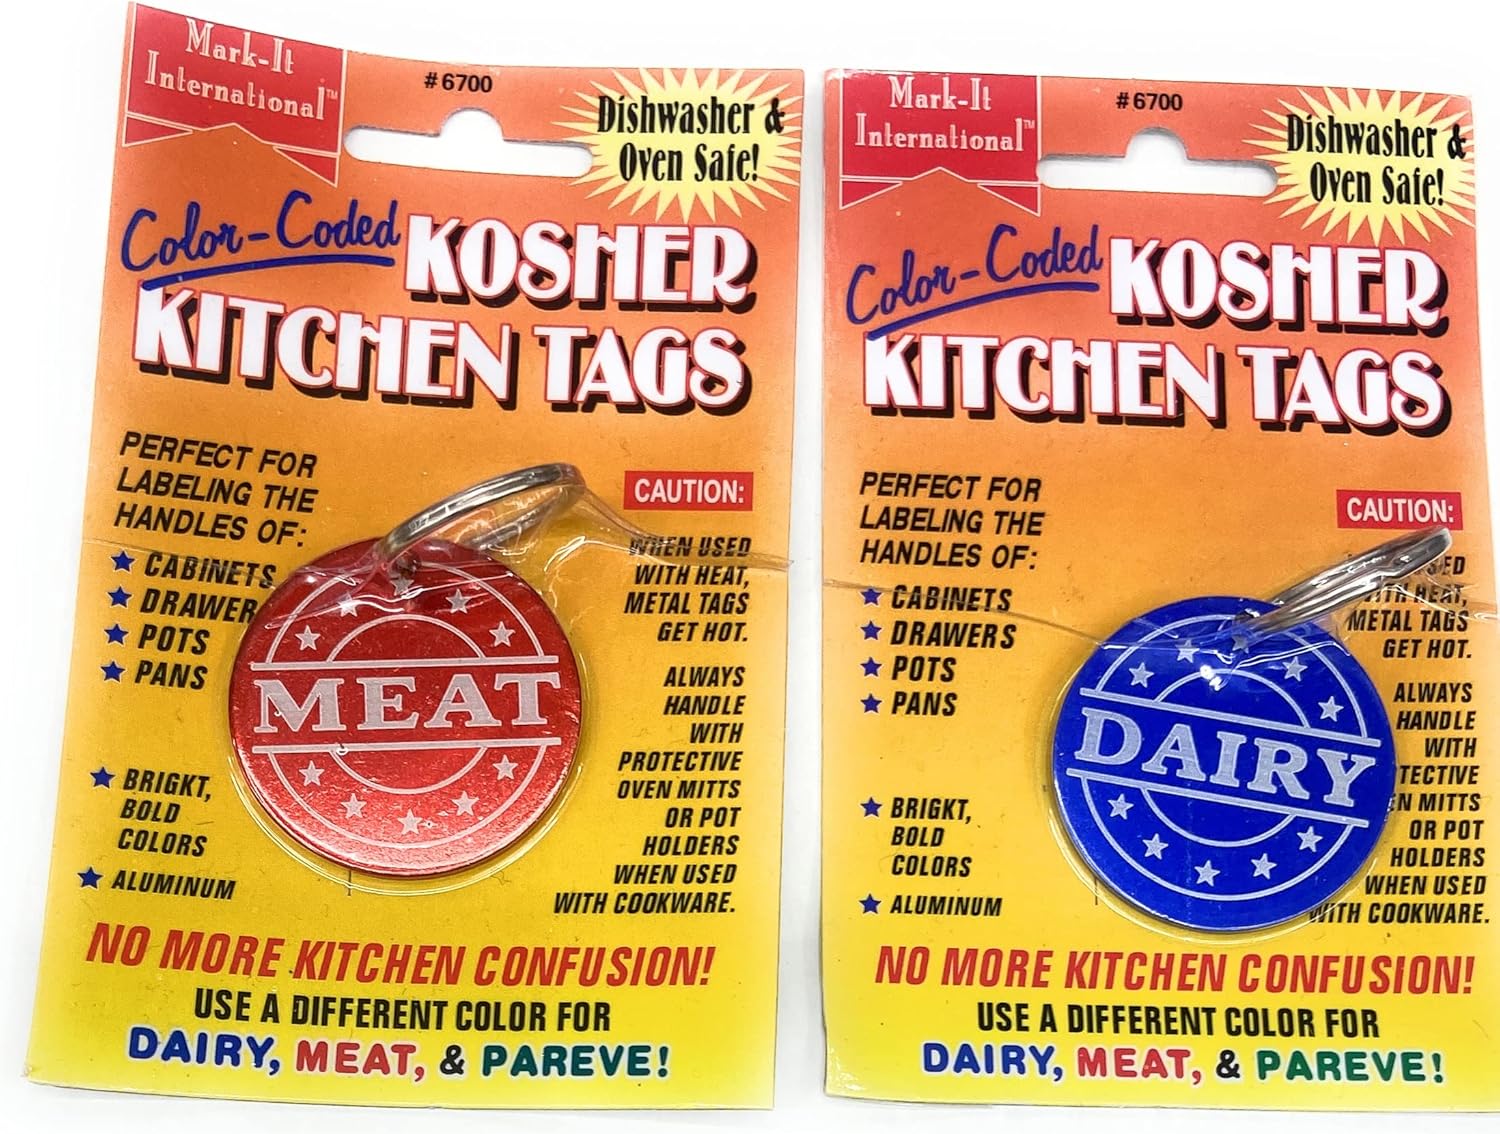 Mark-It
International™
#6700
Dishwasher &
Oven Safe!
Color-Coded KOSHER
KITCHEN TAGS
PERFECT FOR
LABELING THE
HANDLES OF:
CABINETS
DRAWER
POTS
PANS
BRIGKT,
BOLD
COLORS
ALUMINUM
MEAT
CAUTION:
WHEN USED
WITH HEAT,
METAL TAGS
GET HOT.
ALWAYS
HANDLE
WITH
PROTECTIVE
OVEN MITTS
OR POT
HOLDERS
WHEN USED
WITH COOKWARE.
NO MORE KITCHEN CONFUSION!
USE A DIFFERENT COLOR FOR
DAIRY, MEAT, & PAREVE!
Mark-It
International™
#6700
Dishwasher &
Oven Safe!
Color-Coded KOSHER
KITCHEN TAGS
PERFECT FOR
LABELING THE
HANDLES OF:
CABINETS
DRAWERS
POTS
PANS
BRIGKT,
BOLD
COLORS
ALUMINUM
DAIRY
CAUTION:
HEAT,
METAL TAGS
GET HOT.
ALWAYS
HANDLE
WITH
TECTIVE
MITTS
OR POT
HOLDERS
WHEN USED
WITH COOKWARE.
NO MORE KITCHEN CONFUSION!
USE A DIFFERENT COLOR FOR
DAIRY, MEAT, & PAREVE!